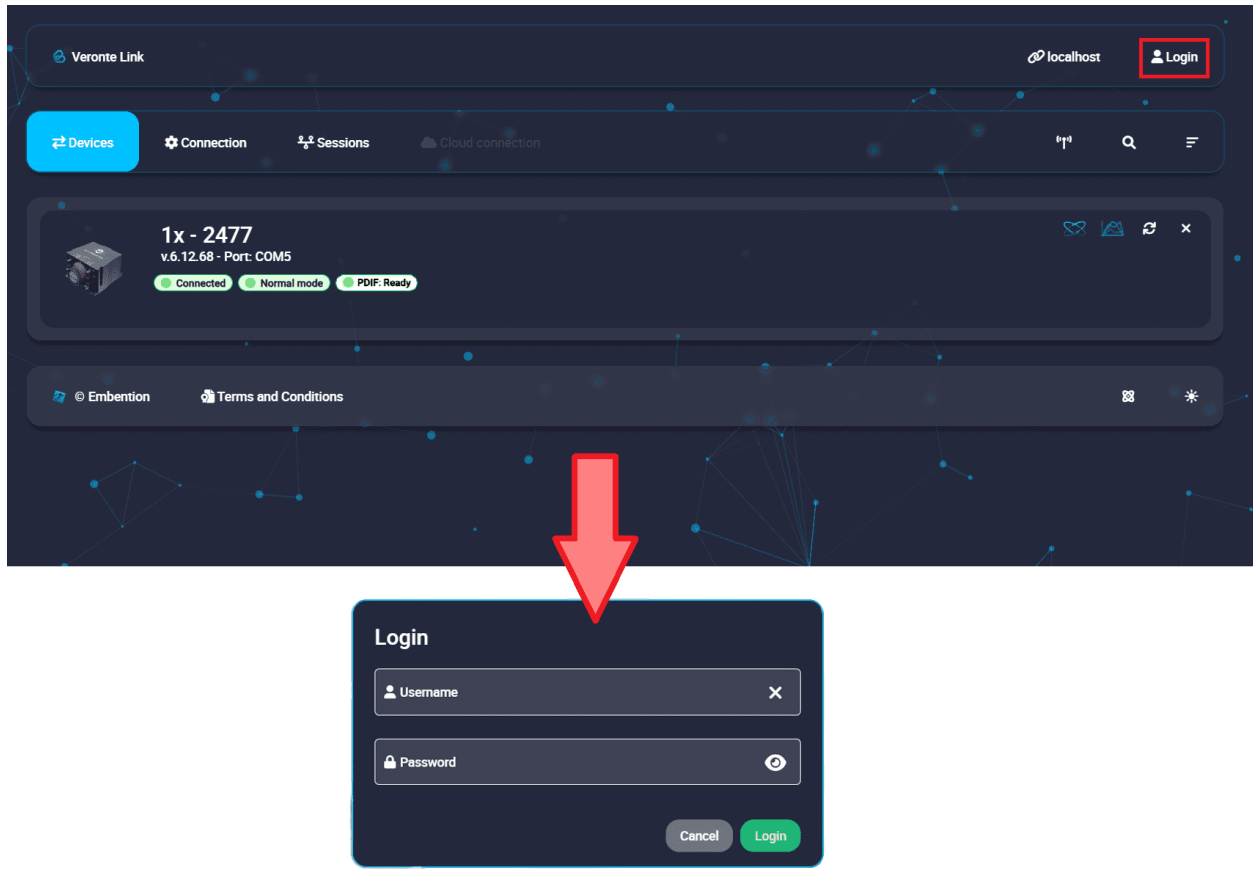 Veronte Link localhost Login
Devices Connection Sessions Cloud connection
1x - 2477
v.6.12.68 - Port: COM5
Connected Normal mode PDIF: Ready
© Embention Terms and Conditions
Login
Username
Password
Cancel Login